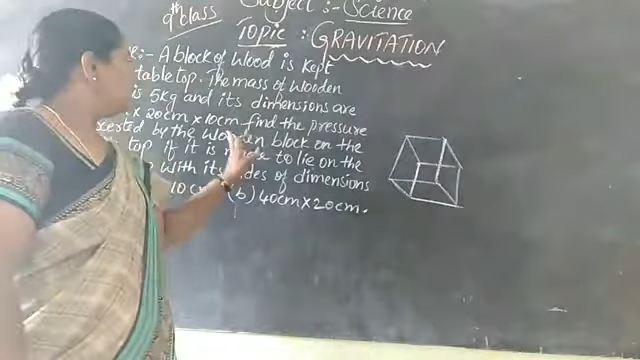 Subject :- Science
9th class
Topic : GRAVITATION
:- A block of wood is kept
table top. The mass of wooden
is 5kg and its dimensions are
x 20cm x 10cm find the pressure
by the wooden block on the
top if it is to lie on the
with its of dimensions
10 (b) 40cm x 20cm.